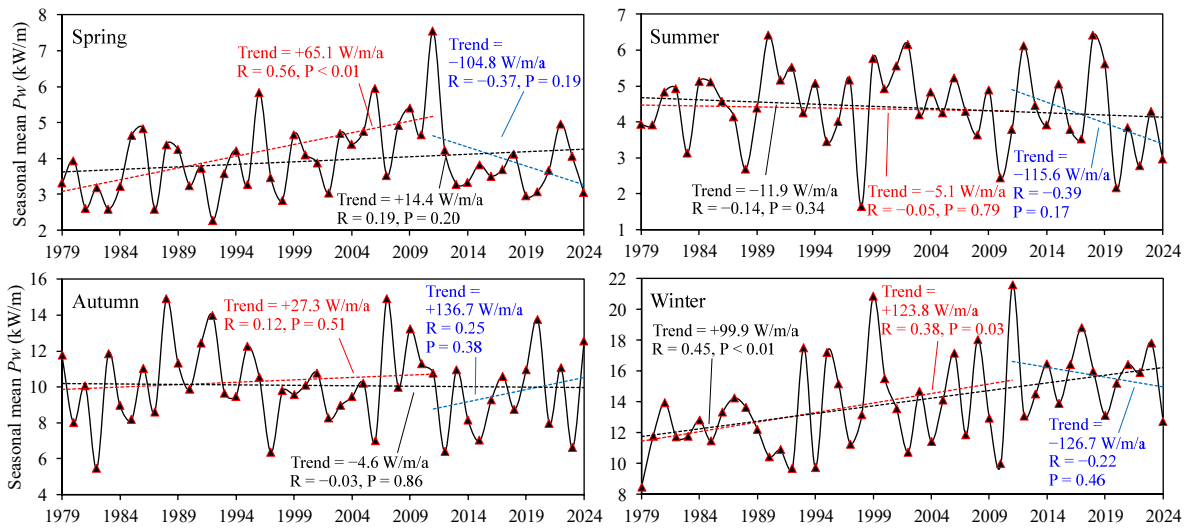 Seasonal mean Pw (kW/m)
7
8
6
5
4
3
2
Spring
Trend = +65.1 W/m/a
R = 0.56, P < 0.01
Trend =
−104.8 W/m/a
R = −0.37, P = 0.19
Trend = +14.4 W/m/a
R = 0.19, P = 0.20
1979 1984 1989 1994 1999 2004 2009 2014 2019 2024
7
6
5
4
3
2
1
Summer
Trend = −11.9 W/m/a
R = −0.14, P = 0.34
Trend = −5.1 W/m/a
R = −0.05, P = 0.79
Trend =
−115.6 W/m/a
R = −0.39
P = 0.17
1979 1984 1989 1994 1999 2004 2009 2014 2019 2024
Seasonal mean Pw (kW/m)
16
14
12
10
8
6
4
Autumn
Trend = +27.3 W/m/a
R = 0.12, P = 0.51
Trend =
+136.7 W/m/a
R = 0.25
P = 0.38
Trend = −4.6 W/m/a
R = −0.03, P = 0.86
1979 1984 1989 1994 1999 2004 2009 2014 2019 2024
22
20
18
16
14
12
10
8
Winter
Trend = +99.9 W/m/a
R = 0.45, P < 0.01
Trend =
+123.8 W/m/a
R = 0.38, P = 0.03
Trend =
−126.7 W/m/a
R = −0.22
P = 0.46
1979 1984 1989 1994 1999 2004 2009 2014 2019 2024